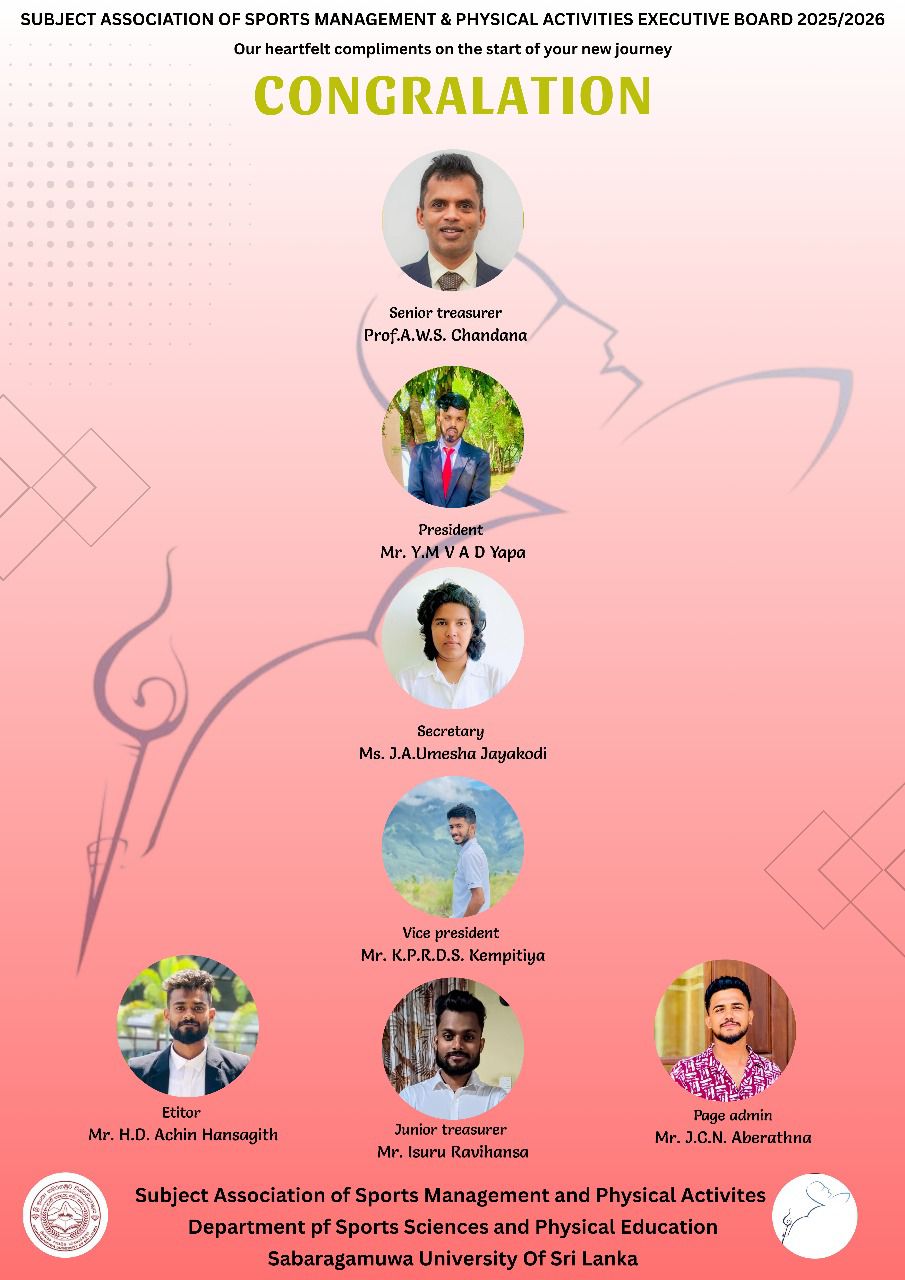 SUBJECT ASSOCIATION OF SPORTS MANAGEMENT & PHYSICAL ACTIVITIES EXECUTIVE BOARD 2025/2026
Our heartfelt compliments on the start of your new journey
CONGRALATION
Senior treasurer
Prof.A.W.S. Chandana
President
Mr. Y.M V A D Yapa
Secretary
Ms. J.A.Umesha Jayakodi
Vice president
Mr. K.P.R.D.S. Kempitiya
Etitor
Mr. H.D. Achin Hansagith
Junior treasurer
Mr. Isuru Ravihansa
Page admin
Mr. J.C.N. Aberathna
Subject Association of Sports Management and Physical Activites
Department pf Sports Sciences and Physical Education
Sabaragamuwa University Of Sri Lanka